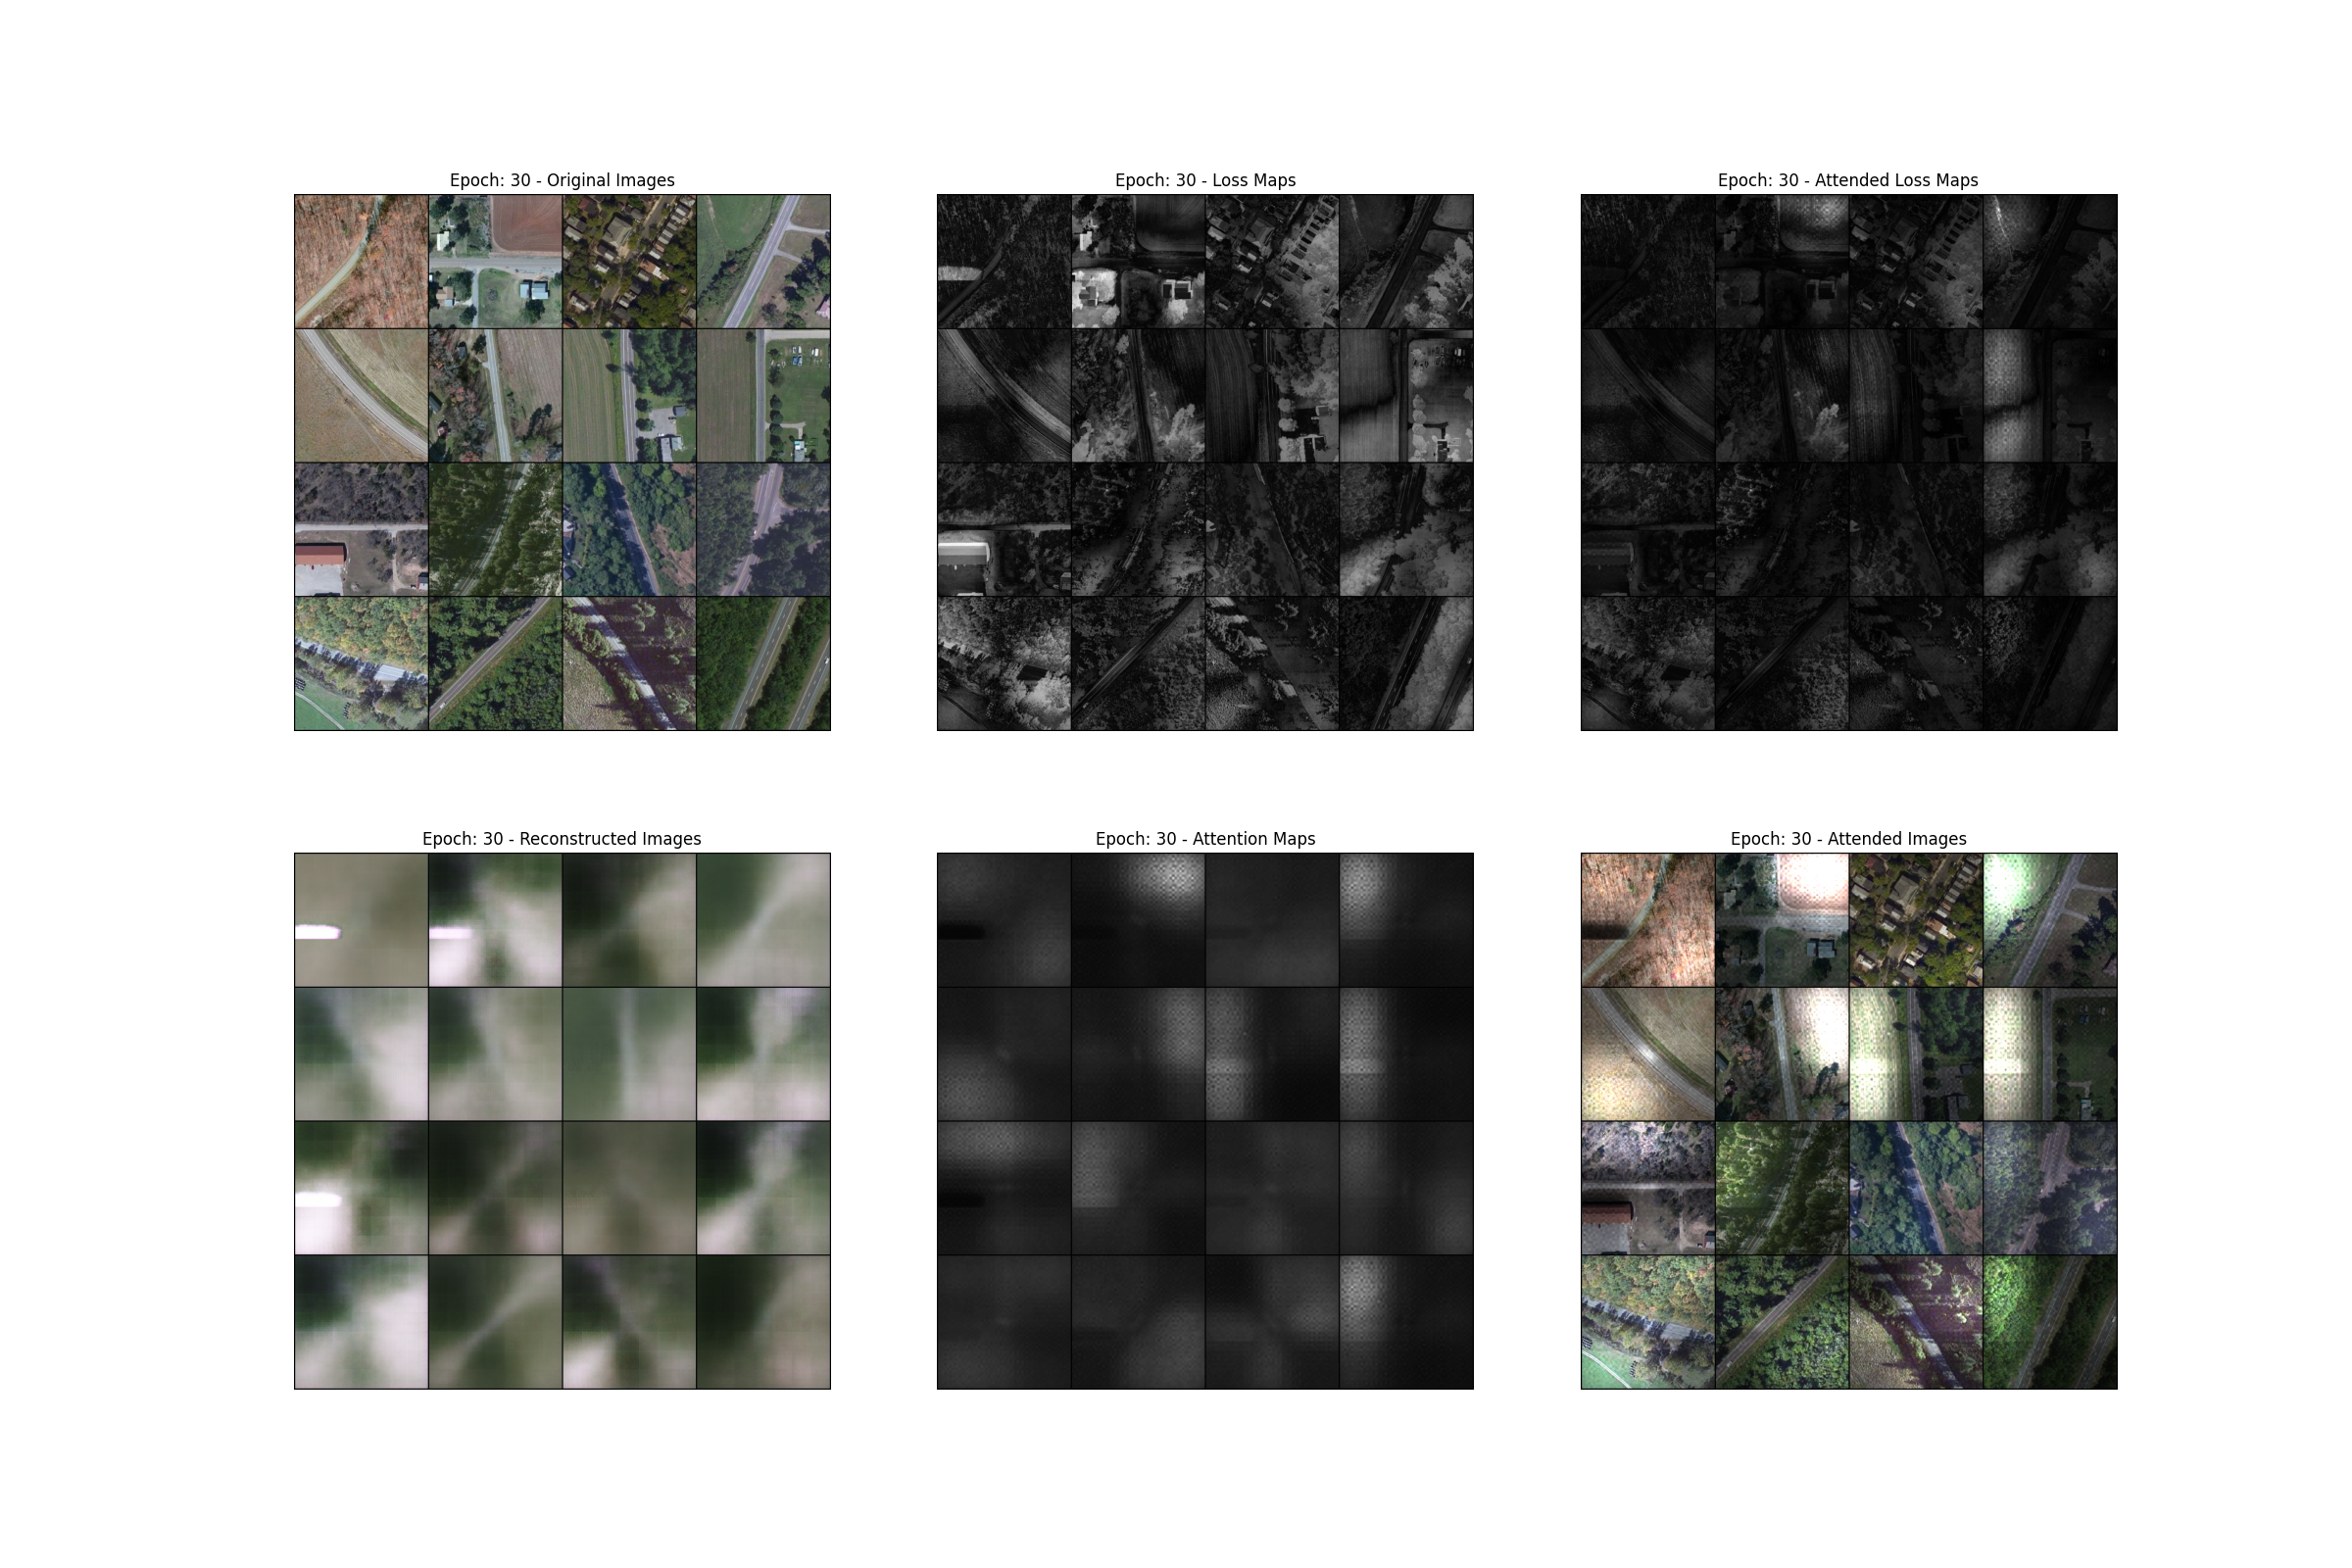 Epoch: 30 - Original Images
Epoch: 30 - Loss Maps
Epoch: 30 - Attended Loss Maps
Epoch: 30 - Reconstructed Images
Epoch: 30 - Attention Maps
Epoch: 30 - Attended Images